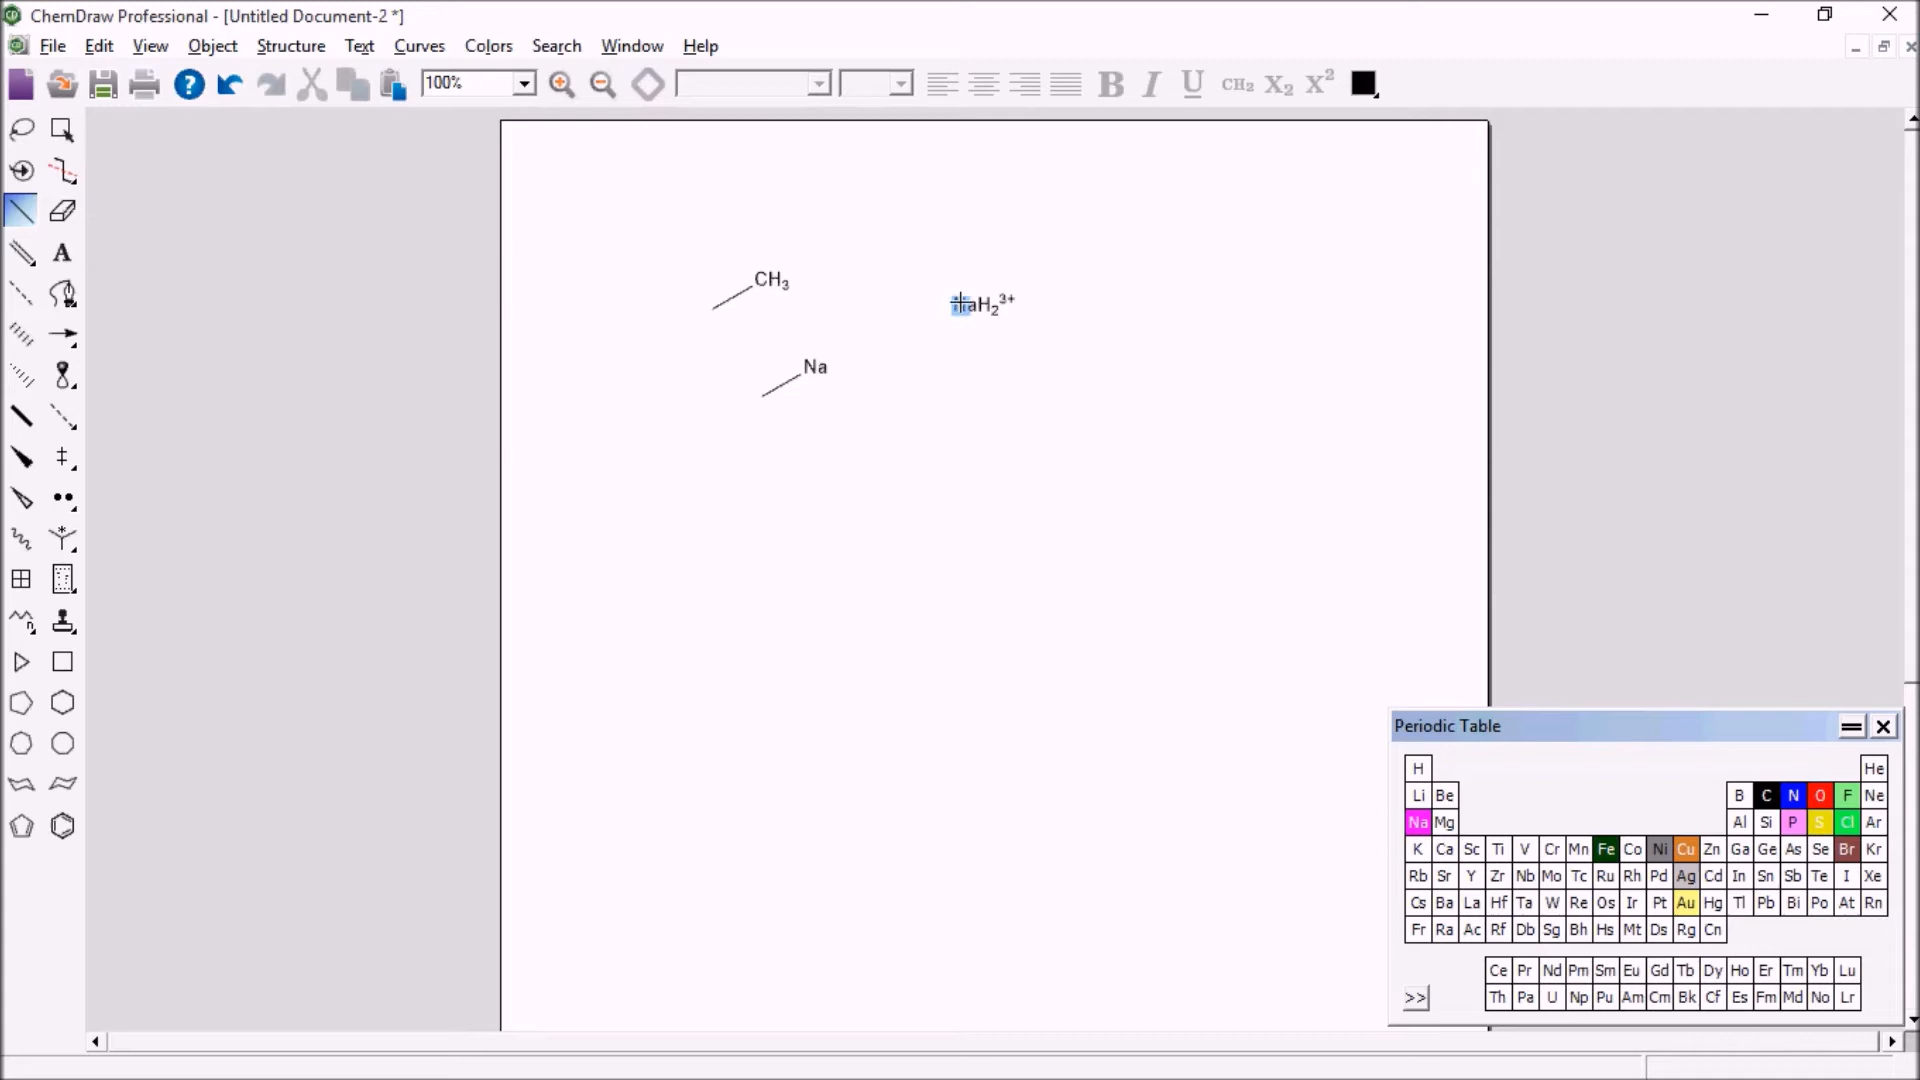 ChemDraw Professional - [Untitled Document-2 *]
File Edit View Object Structure Text Curves Colors Search Window Help
100% B I U CH₂ X₂ X²
A
CH₃
aH₂³⁺
Na
n
Periodic Table
H He
Li Be B C N O F Ne
Na Mg Al Si P S Cl Ar
K Ca Sc Ti V Cr Mn Fe Co Ni Cu Zn Ga Ge As Se Br Kr
Rb Sr Y Zr Nb Mo Tc Ru Rh Pd Ag Cd In Sn Sb Te I Xe
Cs Ba La Hf Ta W Re Os Ir Pt Au Hg Tl Pb Bi Po At Rn
Fr Ra Ac Rf Db Sg Bh Hs Mt Ds Rg Cn
Ce Pr Nd Pm Sm Eu Gd Tb Dy Ho Er Tm Yb Lu
>> Th Pa U Np Pu Am Cm Bk Cf Es Fm Md No Lr